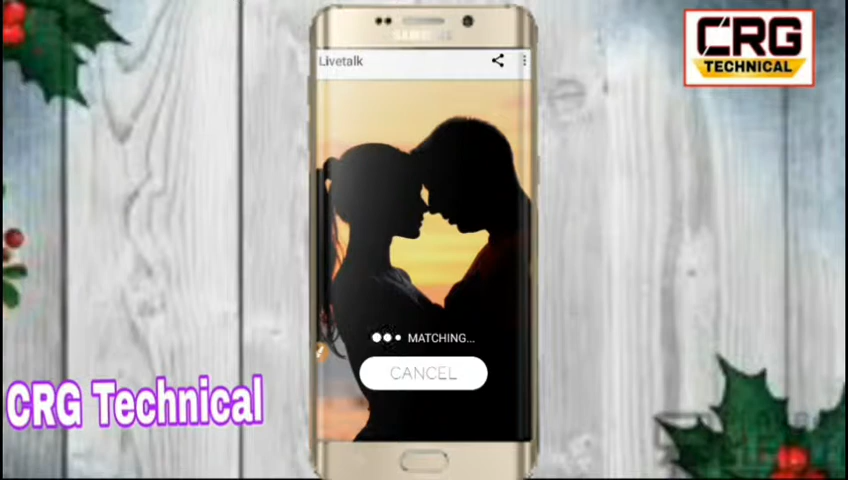 SAMSUNG
CRG
TECHNICAL
Livetalk
MATCHING...
CANCEL
CRG Technical